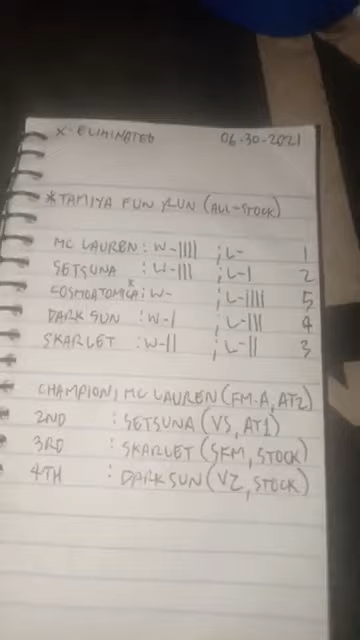 X-ELIMINATED 06-30-2021
*TAMIYA FUN RUN (ALL-STOCK)
MC LAUREN : W-IIII ; L- 1
SETSUNA : W-III ; L-I 2
COSMOATOMICA X : W- ; L-IIII 5
DARK SUN : W-I ; L-III 4
SKARLET : W-II ; L-II 3
CHAMPION; MC LAUREN (FM-A, AT2)
2ND : SETSUNA (VS, AT1)
3RD : SKARLET (SFM, STOCK)
4TH : DARK SUN (VZ, STOCK)